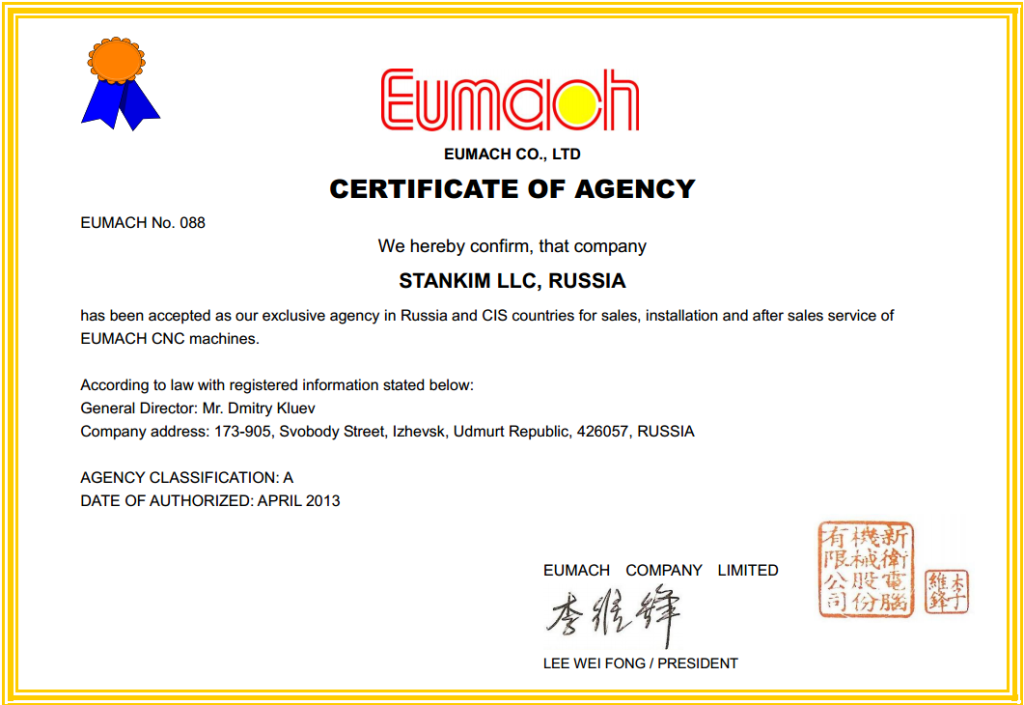 Eumach
EUMACH CO., LTD
CERTIFICATE OF AGENCY
EUMACH No. 088
We hereby confirm, that company
STANKIM LLC, RUSSIA
has been accepted as our exclusive agency in Russia and CIS countries for sales, installation and after sales service of
EUMACH CNC machines.
According to law with registered information stated below:
General Director: Mr. Dmitry Kluev
Company address: 173-905, Svobody Street, Izhevsk, Udmurt Republic, 426057, RUSSIA
AGENCY CLASSIFICATION: A
DATE OF AUTHORIZED: APRIL 2013
EUMACH COMPANY LIMITED
新衛電腦
機械股份
有限公司
李維鋒
李維鋒
LEE WEI FONG / PRESIDENT